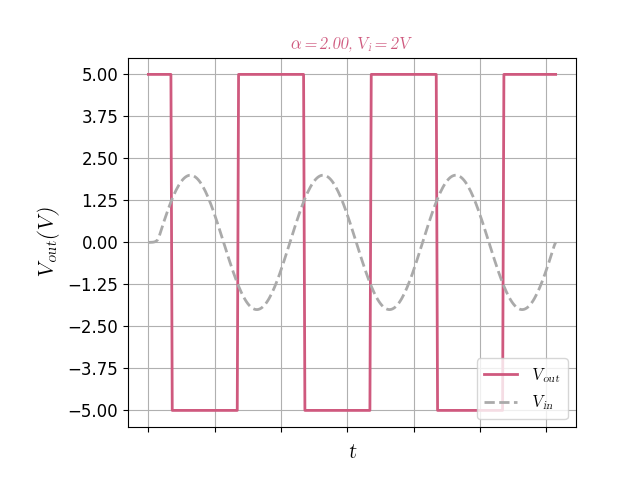 α = 2.00, V_i = 2V
V_out(V)
5.00
3.75
2.50
1.25
0.00
−1.25
−2.50
−3.75
−5.00
V_out
V_in
t